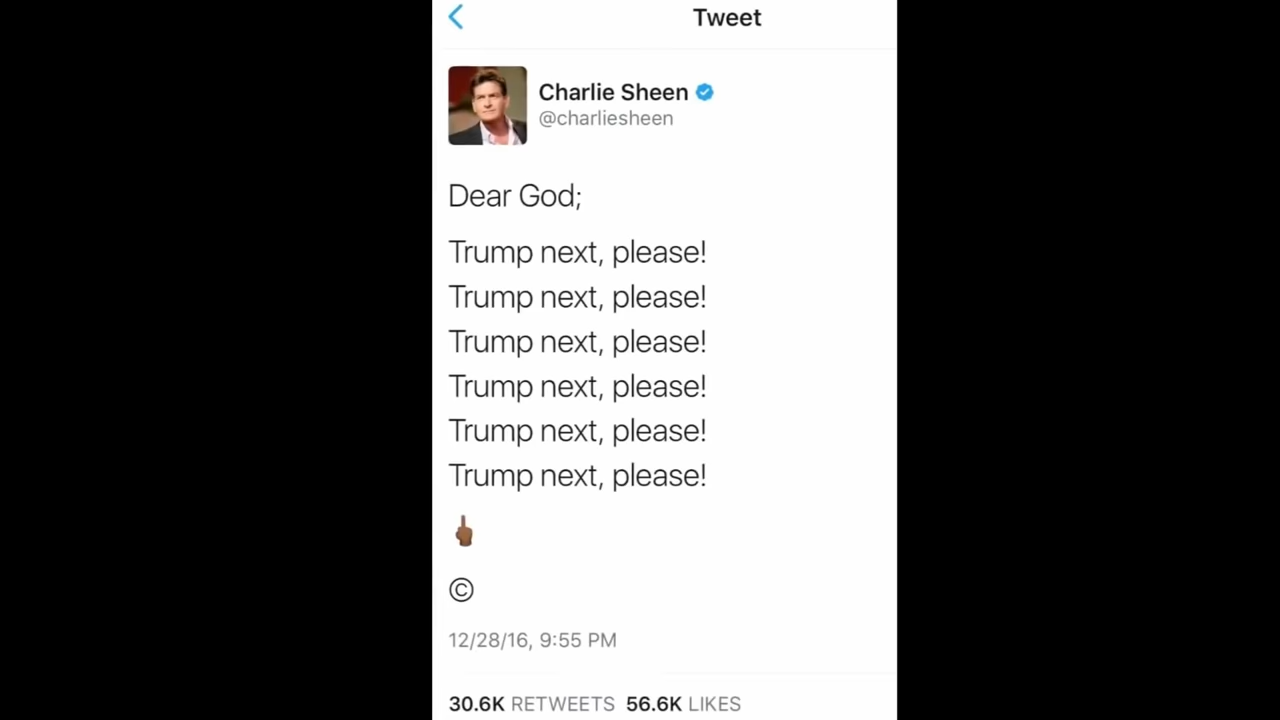 Tweet
Charlie Sheen
@charliesheen
Dear God;
Trump next, please!
Trump next, please!
Trump next, please!
Trump next, please!
Trump next, please!
Trump next, please!
🖕🏾
©
12/28/16, 9:55 PM
30.6K RETWEETS 56.6K LIKES